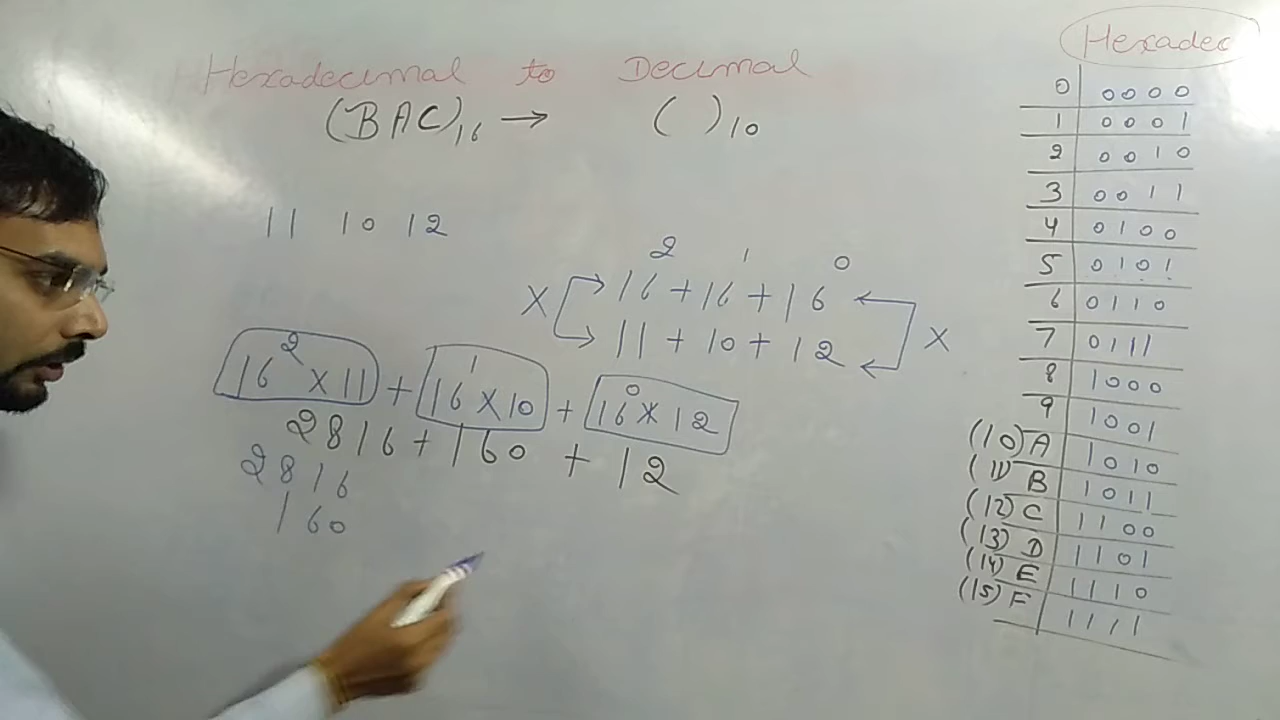 Hexadecimal to Decimal
(BAC)₁₆ → ( )₁₀
11 10 12
2 1 0
X 16 + 16 + 16
11 + 10 + 12 X
16² X 11 + 16¹ X 10 + 16⁰ X 12
2816 + 160 + 12
2816
160
Hexadec
0 0000
1 0001
2 0010
3 0011
4 0100
5 0101
6 0110
7 0111
8 1000
9 1001
(10) A 1010
(11) B 1011
(12) C 1100
(13) D 1101
(14) E 1110
(15) F 1111